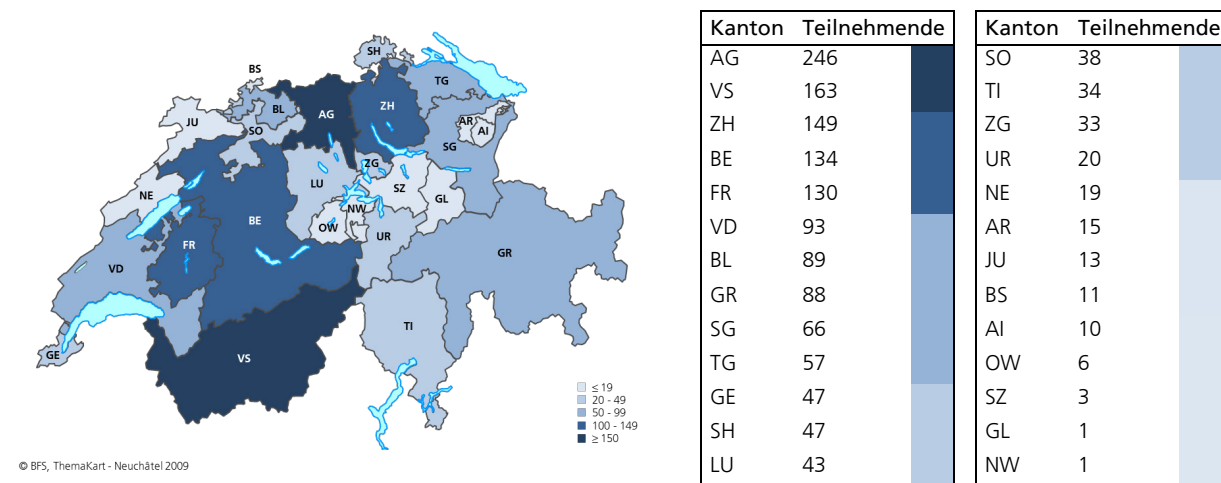 SH
BS
TG
BL
ZH
AG
JU
AR
AI
SO
SG
ZG
LU
SZ
NE
GL
NW
BE
OW
UR
FR
GR
VD
TI
GE
VS
≤ 19
20 - 49
50 - 99
100 - 149
≥ 150
© BFS, ThemaKart - Neuchâtel 2009
Kanton Teilnehmende
AG 246
VS 163
ZH 149
BE 134
FR 130
VD 93
BL 89
GR 88
SG 66
TG 57
GE 47
SH 47
LU 43
Kanton Teilnehmende
SO 38
TI 34
ZG 33
UR 20
NE 19
AR 15
JU 13
BS 11
AI 10
OW 6
SZ 3
GL 1
NW 1